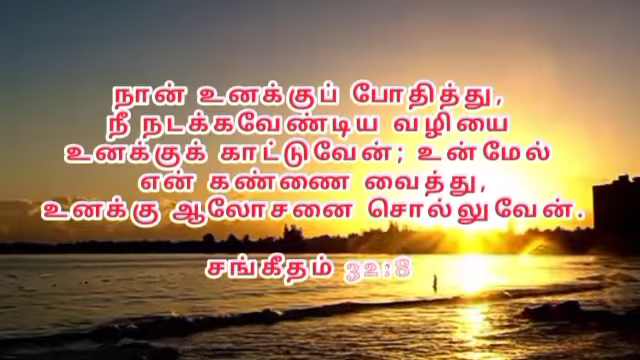 நான் உனக்குப் போதித்து,
நீ நடக்கவேண்டிய வழியை
உனக்குக் காட்டுவேன்; உன்மேல்
என் கண்ணை வைத்து,
உனக்கு ஆலோசனை சொல்லுவேன்.
சங்கீதம் 32:8